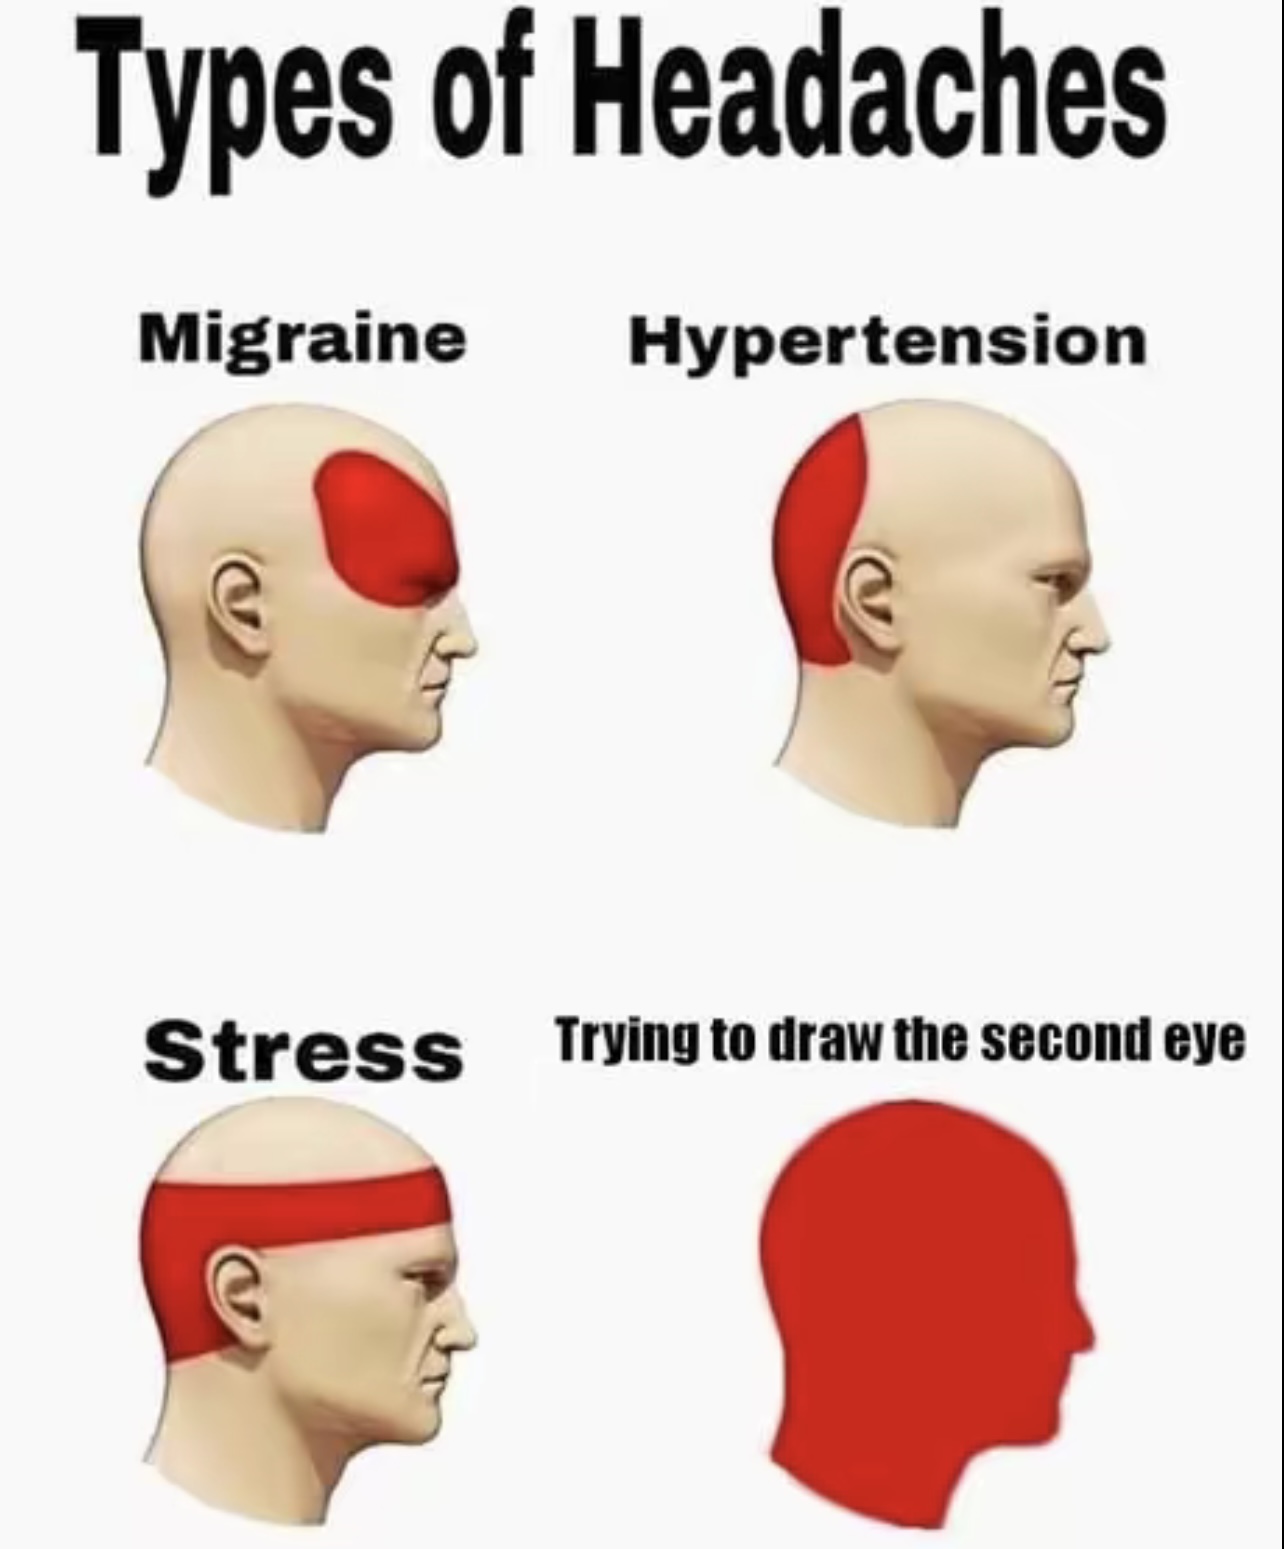 Types of Headaches
Migraine
Hypertension
Stress
Trying to draw the second eye